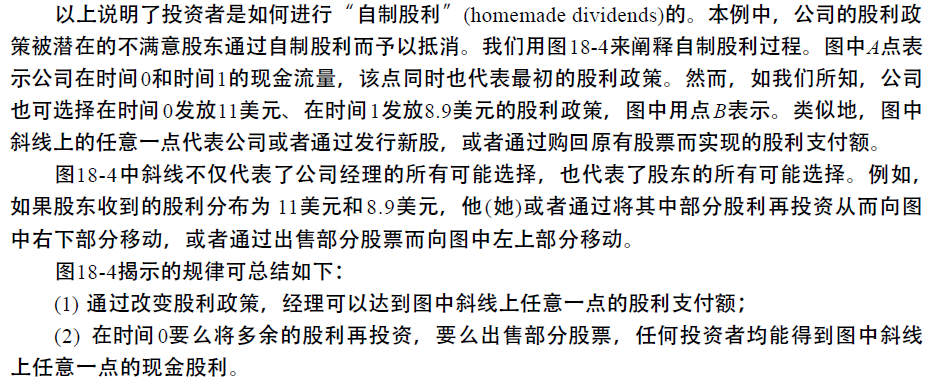 以上说明了投资者是如何进行“自制股利”(homemade dividends)的。本例中，公司的股利政
策被潜在的不满意股东通过自制股利而予以抵消。我们用图18-4来阐释自制股利过程。图中A点表
示公司在时间0和时间1的现金流量，该点同时也代表最初的股利政策。然而，如我们所知，公司
也可选择在时间0发放11美元、在时间1发放8.9美元的股利政策，图中用点B表示。类似地，图中
斜线上的任意一点代表公司或者通过发行新股，或者通过购回原有股票而实现的股利支付额。
图18-4中斜线不仅代表了公司经理的所有可能选择，也代表了股东的所有可能选择。例如，
如果股东收到的股利分布为11美元和8.9美元，他(她)或者通过将其中部分股利再投资从而向图
中右下部分移动，或者通过出售部分股票而向图中左上部分移动。
图18-4揭示的规律可总结如下：
(1) 通过改变股利政策，经理可以达到图中斜线上任意一点的股利支付额；
(2) 在时间0要么将多余的股利再投资，要么出售部分股票，任何投资者均能得到图中斜线
上任意一点的现金股利。